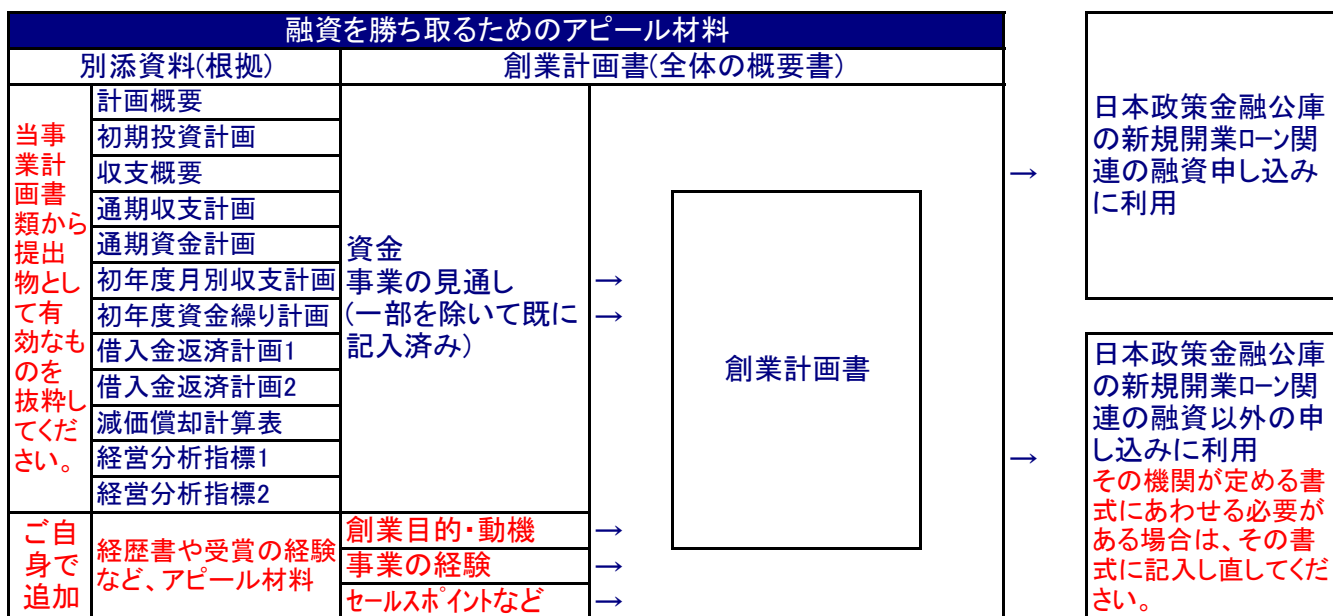 融資を勝ち取るためのアピール材料
別添資料(根拠)
創業計画書(全体の概要書)
当事
業計
画書
類から
提出
物とし
て有
効なも
のを
抜粋し
てくだ
さい。
計画概要
初期投資計画
収支概要
通期収支計画
通期資金計画
初年度月別収支計画
初年度資金繰り計画
借入金返済計画1
借入金返済計画2
減価償却計算表
経営分析指標1
経営分析指標2
資金
事業の見通し
(一部を除いて既に
記入済み)
→
→
創業計画書
ご自
身で
追加
経歴書や受賞の経験
など、アピール材料
創業目的・動機
→
事業の経験
→
セールスポイントなど
→
→
日本政策金融公庫
の新規開業ローン関
連の融資申し込み
に利用
→
日本政策金融公庫
の新規開業ローン関
連の融資以外の申
し込みに利用
その機関が定める書
式にあわせる必要が
ある場合は、その書
式に記入し直してくだ
さい。